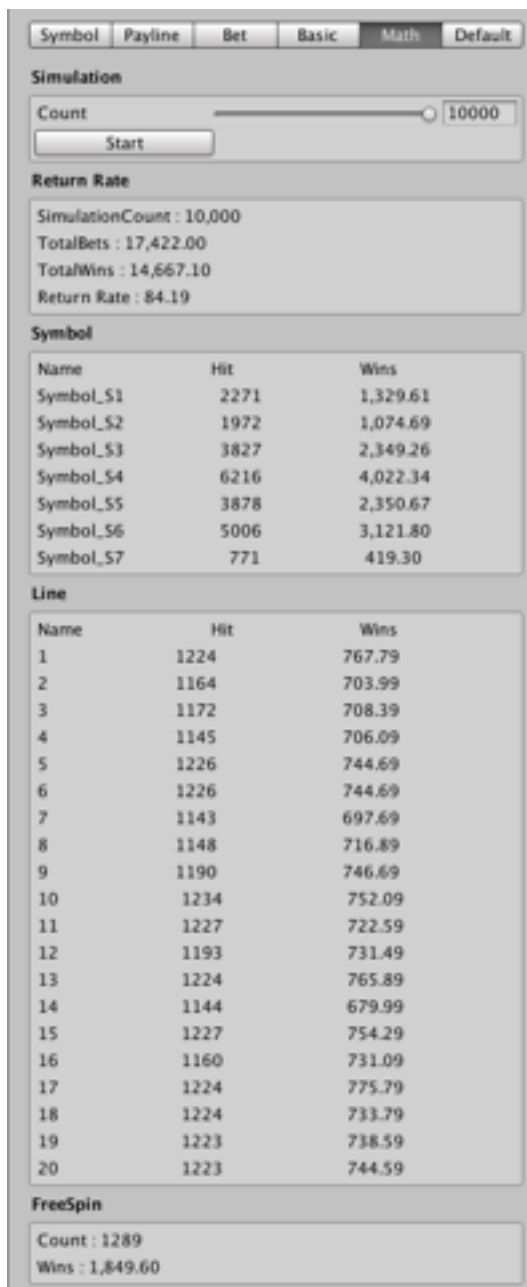 Symbol Payline Bet Basic Math Default
Simulation
Count 10000
Start
Return Rate
SimulationCount : 10,000
TotalBets : 17,422.00
TotalWins : 14,667.10
Return Rate : 84.19
Symbol
Name Hit Wins
Symbol_S1 2271 1,329.61
Symbol_S2 1972 1,074.69
Symbol_S3 3827 2,349.26
Symbol_S4 6216 4,022.34
Symbol_S5 3878 2,350.67
Symbol_S6 5006 3,121.80
Symbol_S7 771 419.30
Line
Name Hit Wins
1 1224 767.79
2 1164 703.99
3 1172 708.39
4 1145 706.09
5 1226 744.69
6 1226 744.69
7 1143 697.69
8 1148 716.89
9 1190 746.69
10 1234 752.09
11 1227 722.59
12 1193 731.49
13 1224 765.89
14 1144 679.99
15 1227 754.29
16 1160 731.09
17 1224 775.79
18 1224 733.79
19 1223 738.59
20 1223 744.59
FreeSpin
Count : 1289
Wins : 1,849.60